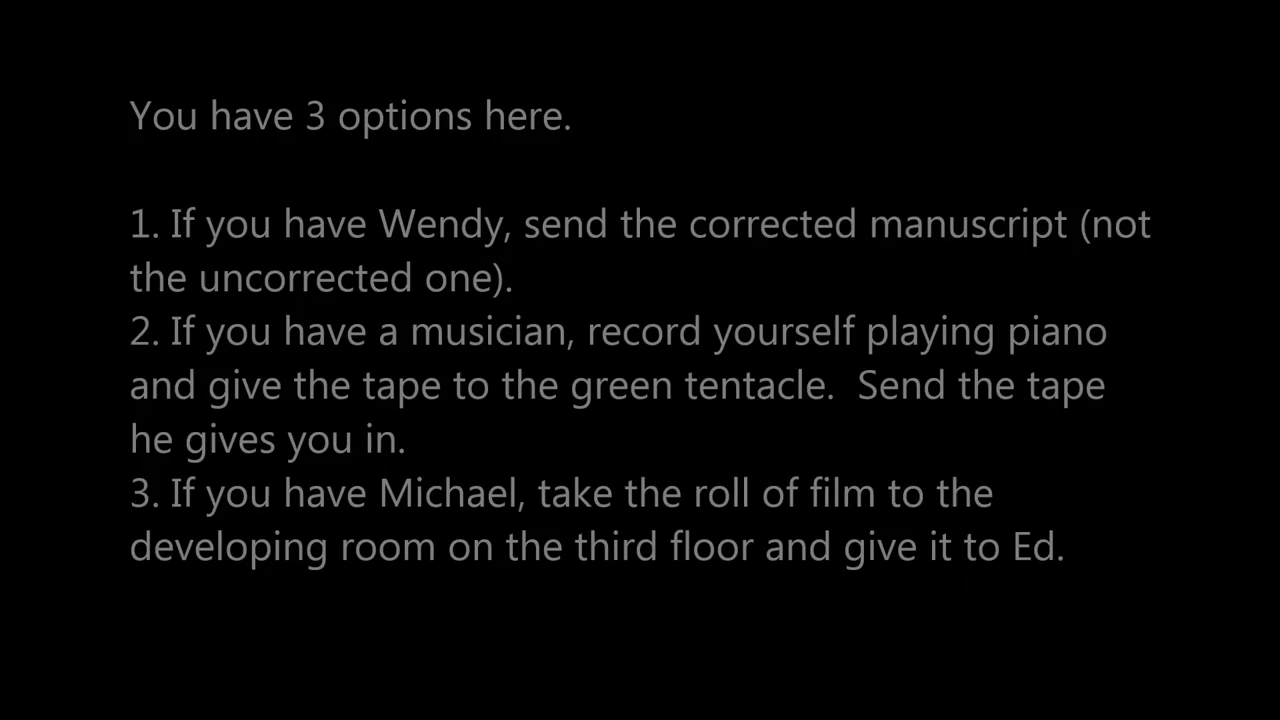 You have 3 options here.
1. If you have Wendy, send the corrected manuscript (not
the uncorrected one).
2. If you have a musician, record yourself playing piano
and give the tape to the green tentacle.  Send the tape
he gives you in.
3. If you have Michael, take the roll of film to the
developing room on the third floor and give it to Ed.